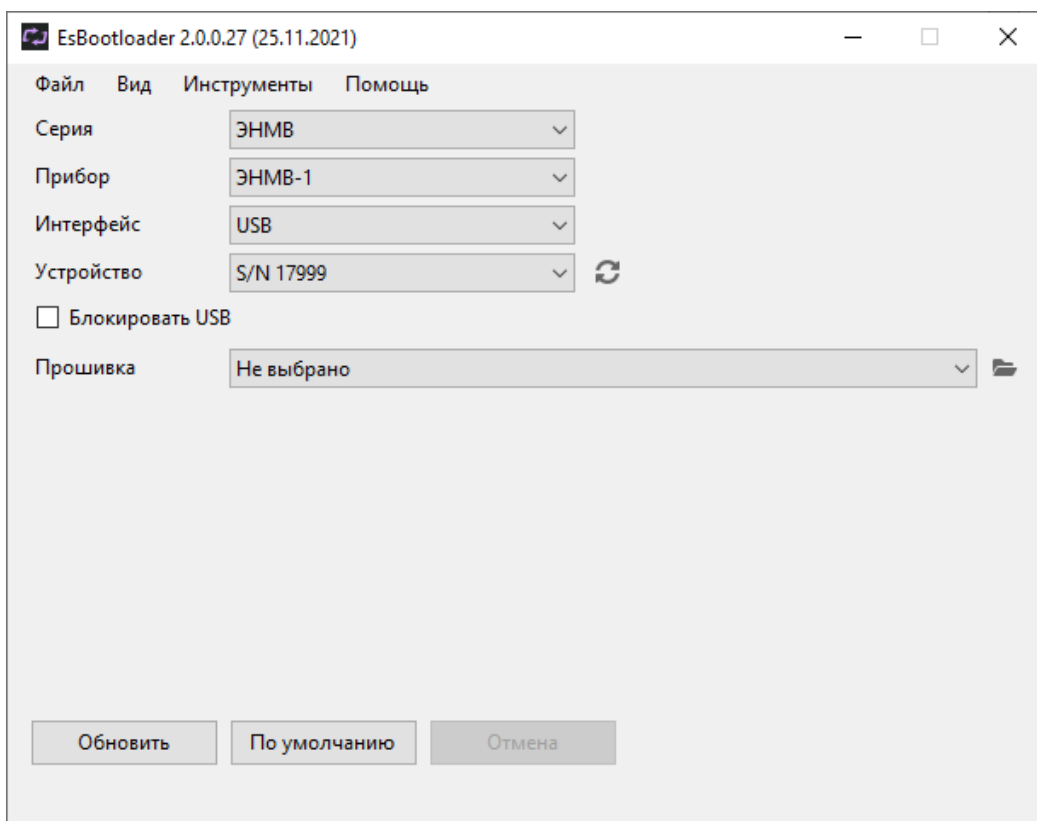 EsBootloader 2.0.0.27 (25.11.2021)
Файл Вид Инструменты Помощь
Серия ЭНМВ
Прибор ЭНМВ-1
Интерфейс USB
Устройство S/N 17999
Блокировать USB
Прошивка Не выбрано
Обновить По умолчанию Отмена